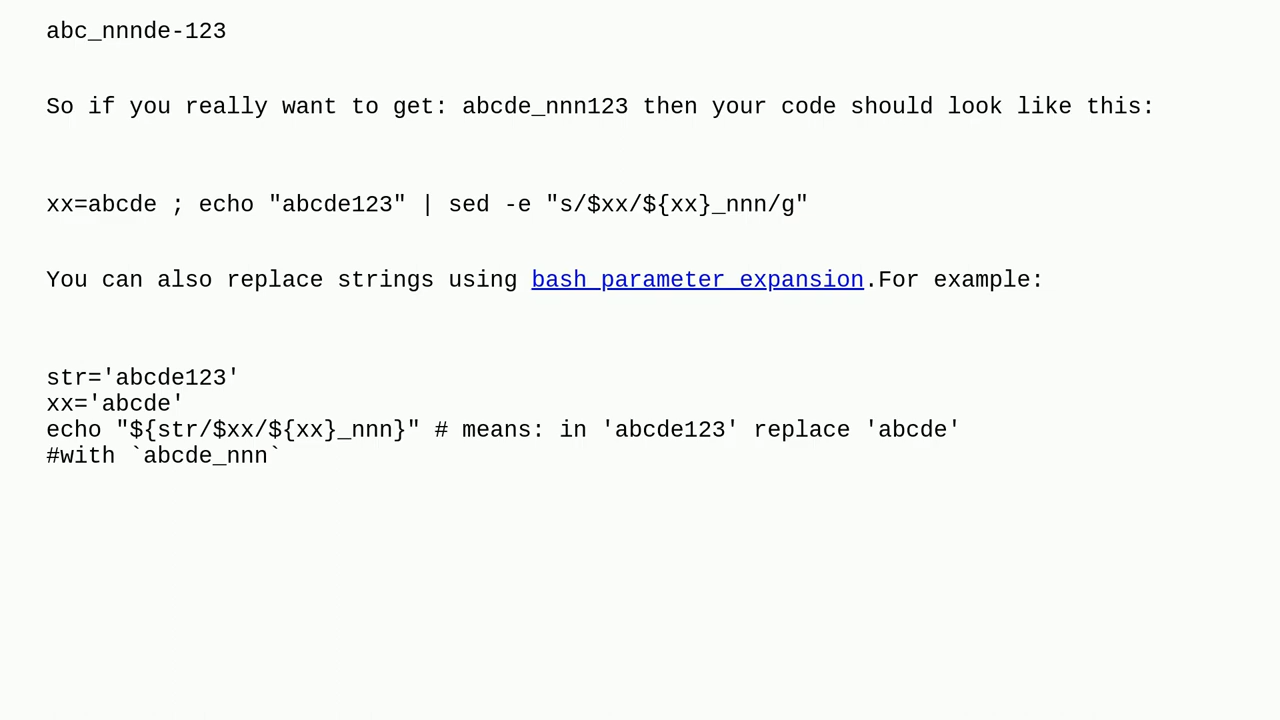 abc_nnnde-123
So if you really want to get: abcde_nnn123 then your code should look like this:
xx=abcde ; echo "abcde123" | sed -e "s/$xx/${xx}_nnn/g"
You can also replace strings using bash parameter expansion.For example:
str='abcde123'
xx='abcde'
echo "${str/$xx/${xx}_nnn}" # means: in 'abcde123' replace 'abcde'
#with `abcde_nnn`